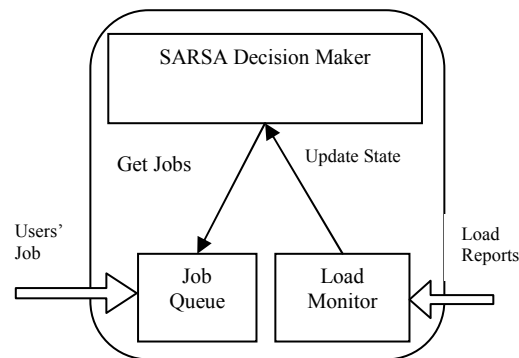 SARSA Decision Maker
Get Jobs
Update State
Users’
Job
Job
Queue
Load
Monitor
Load
Reports